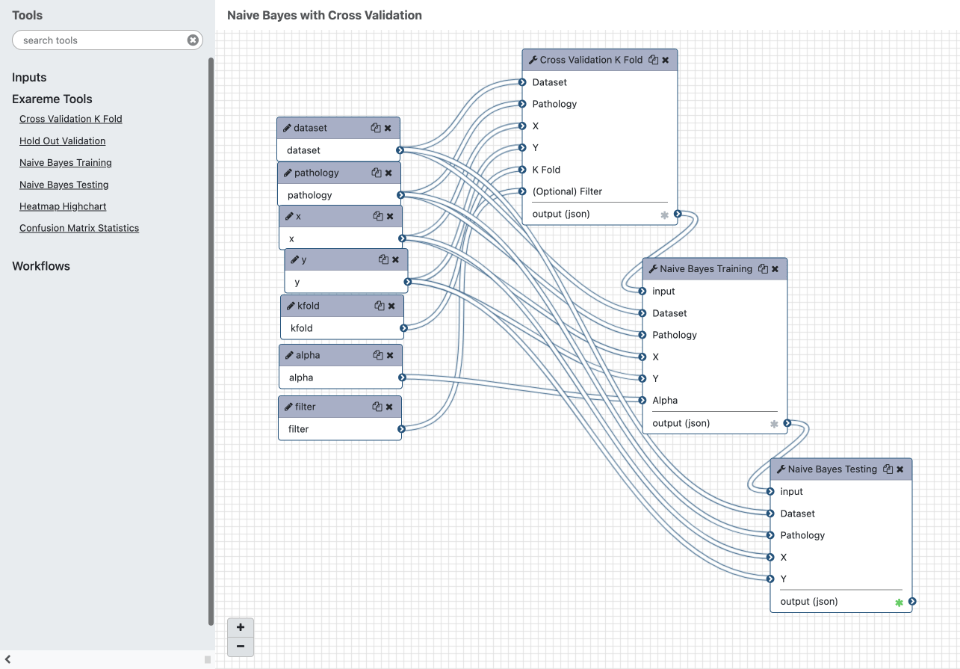 Tools
search tools
Inputs
Exareme Tools
Cross Validation K Fold
Hold Out Validation
Naive Bayes Training
Naive Bayes Testing
Heatmap Highchart
Confusion Matrix Statistics
Workflows
Naive Bayes with Cross Validation
dataset
dataset
pathology
pathology
x
x
y
y
kfold
kfold
alpha
alpha
filter
filter
Cross Validation K Fold
Dataset
Pathology
X
Y
K Fold
(Optional) Filter
output (json)
Naive Bayes Training
input
Dataset
Pathology
X
Y
Alpha
output (json)
Naive Bayes Testing
input
Dataset
Pathology
X
Y
output (json)
+
−